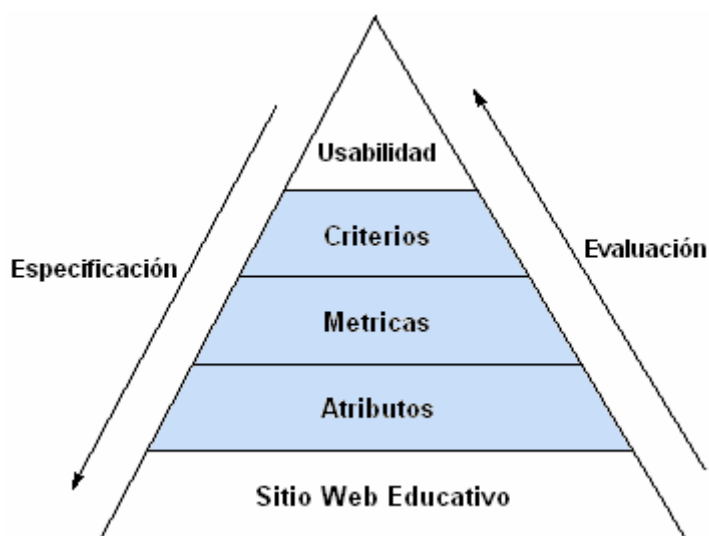 Usabilidad
Criterios
Especificación
Evaluación
Metricas
Atributos
Sitio Web Educativo